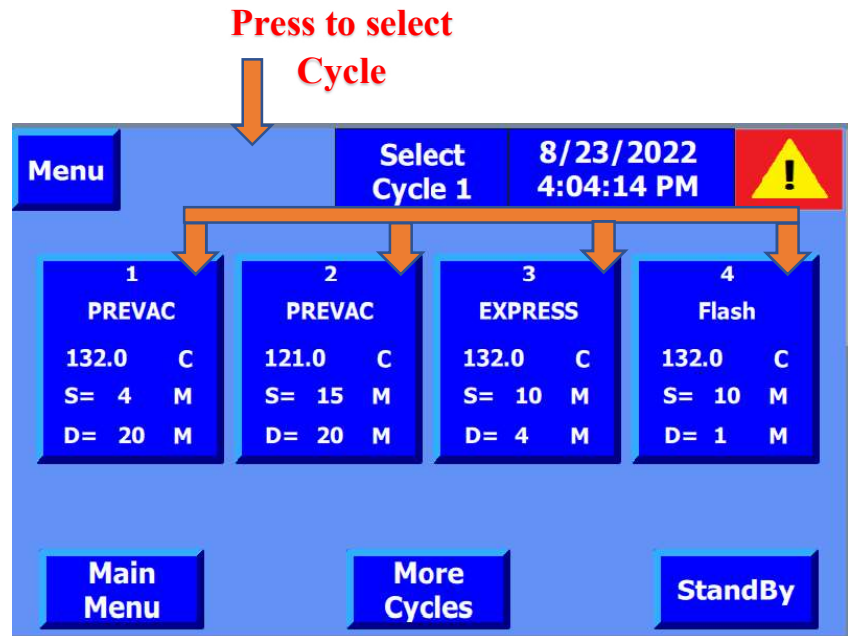 Press to select
Cycle
Menu
Select
Cycle 1
8/23/2022
4:04:14 PM
!
1
PREVAC
132.0 C
S= 4 M
D= 20 M
2
PREVAC
121.0 C
S= 15 M
D= 20 M
3
EXPRESS
132.0 C
S= 10 M
D= 4 M
4
Flash
132.0 C
S= 10 M
D= 1 M
Main
Menu
More
Cycles
StandBy